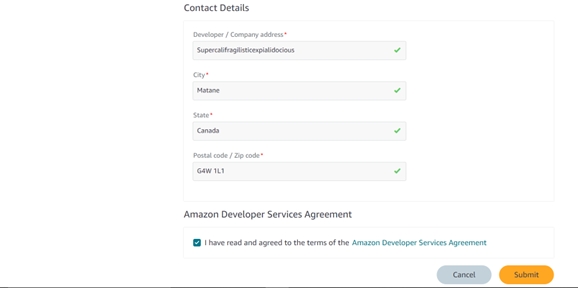 Contact Details
Developer / Company address*
Supercalifragilisticexpialidocious
City*
Matane
State*
Canada
Postal code / Zip code*
G4W 1L1
Amazon Developer Services Agreement
I have read and agreed to the terms of the Amazon Developer Services Agreement
Cancel Submit